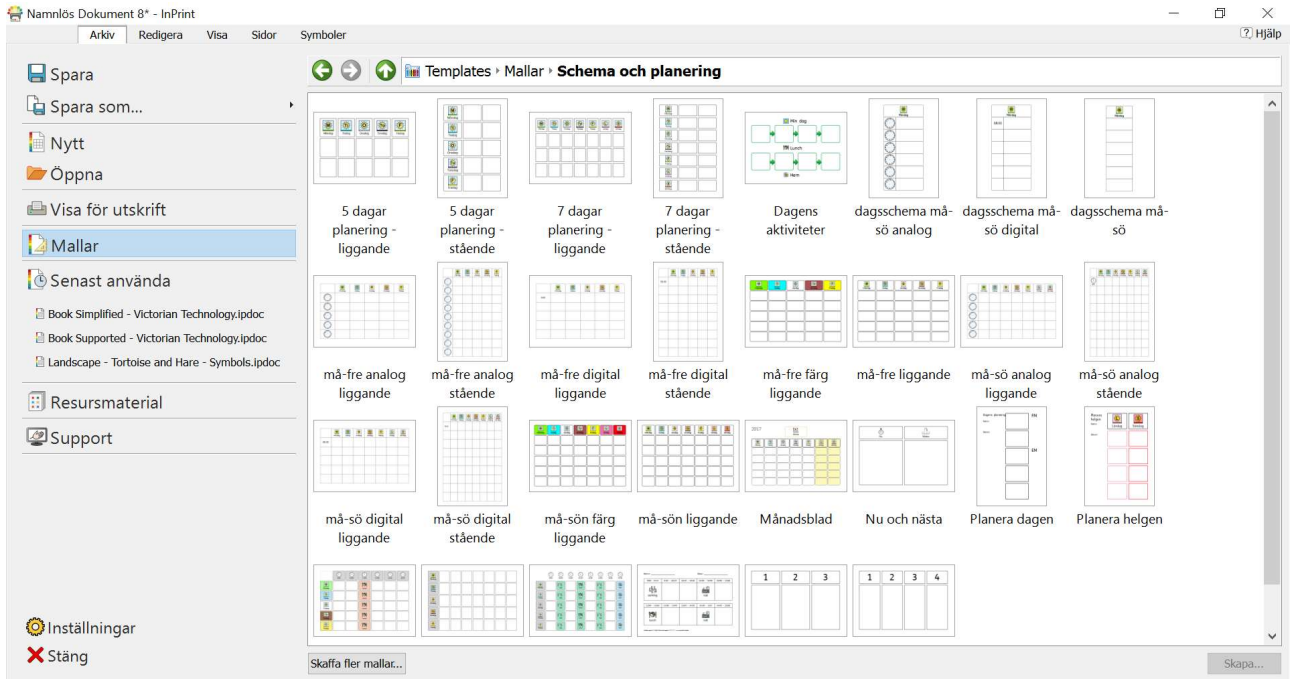 Namnlös Dokument 8* - InPrint
Arkiv Redigera Visa Sidor Symboler
? Hjälp
Spara
Spara som...
Nytt
Öppna
Visa för utskrift
Mallar
Senast använda
Book Simplified - Victorian Technology.ipdoc
Book Supported - Victorian Technology.ipdoc
Landscape - Tortoise and Hare - Symbols.ipdoc
Resursmaterial
Support
Inställningar
Stäng
Templates Mallar Schema och planering
Min dag
Lunch
Hem
5 dagar
planering -
liggande
5 dagar
planering -
stående
7 dagar
planering -
liggande
7 dagar
planering -
stående
Dagens
aktiviteter
dagsschema må-
sö analog
dagsschema må-
sö digital
dagsschema må-
sö
må-fre analog
liggande
må-fre analog
stående
må-fre digital
liggande
må-fre digital
stående
må-fre färg
liggande
må-fre liggande
må-sö analog
liggande
må-sö analog
stående
2017
FM
EM
må-sö digital
liggande
må-sö digital
stående
må-sön färg
liggande
må-sön liggande
Månadsblad
Nu och nästa
Planera dagen
Planera helgen
1 2 3
1 2 3 4
Skaffa fler mallar...
Skapa...